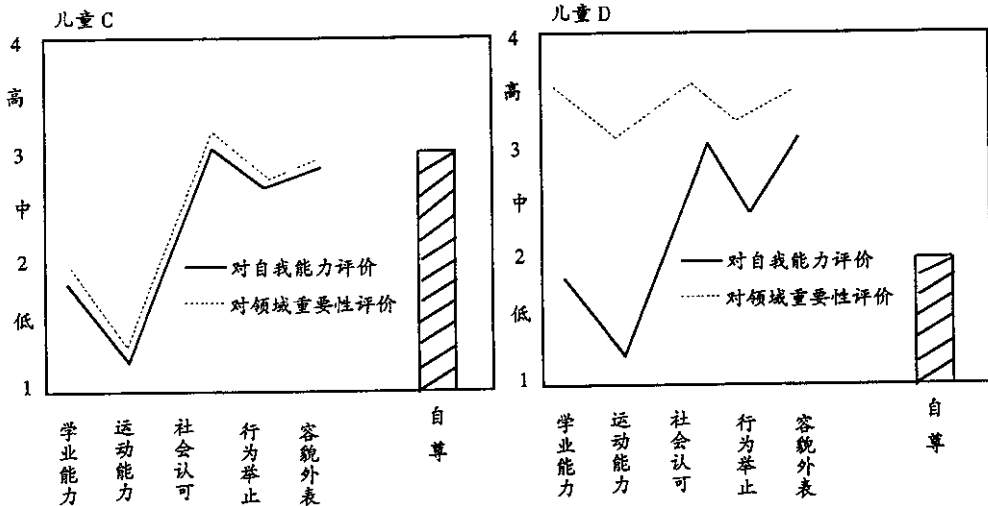 儿童 C
4
高
3
中
2
低
1
对自我能力评价
对领域重要性评价
学业能力
运动能力
社会认可
行为举止
容貌外表
自尊
儿童 D
4
高
3
中
2
低
1
对自我能力评价
对领域重要性评价
学业能力
运动能力
社会认可
行为举止
容貌外表
自尊